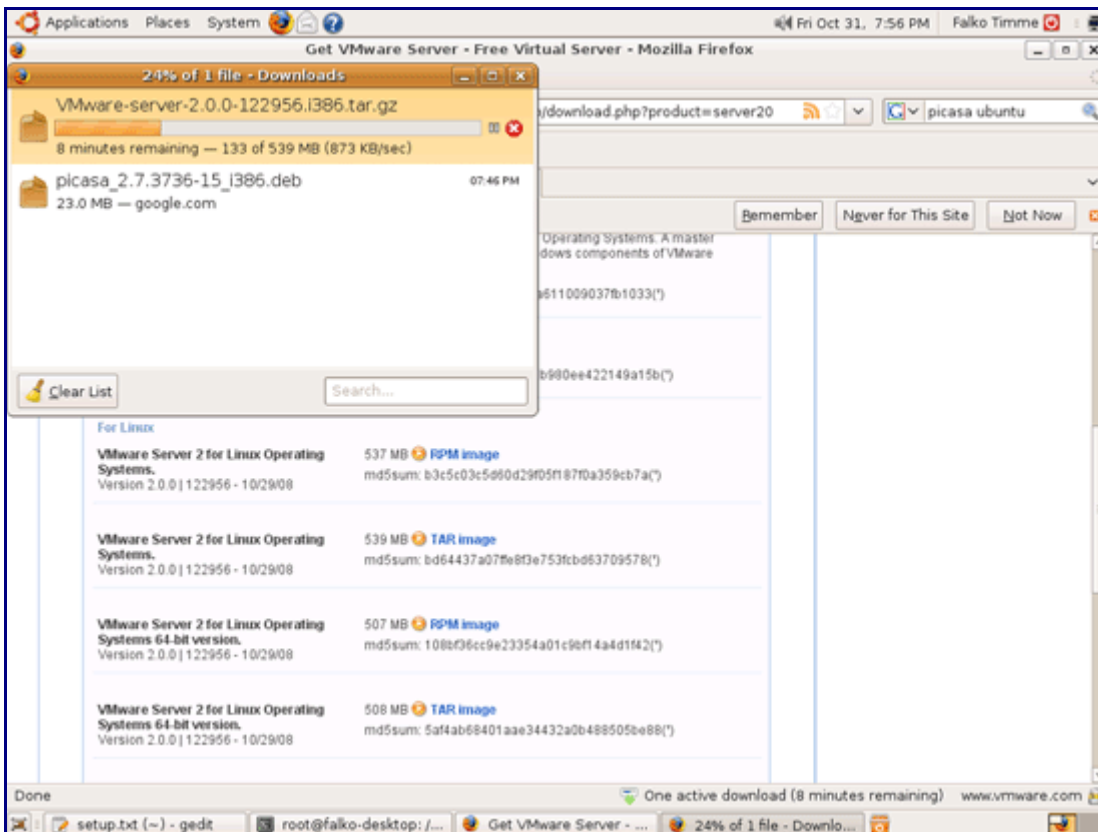 Applications Places System Fri Oct 31, 7:56 PM Falko Timme
Get VMware Server - Free Virtual Server - Mozilla Firefox
24% of 1 file - Downloads
VMware-server-2.0.0-122956.i386.tar.gz
8 minutes remaining — 133 of 539 MB (873 KB/sec)
picasa_2.7.3736-15_i386.deb 07:46 PM
23.0 MB — google.com
Clear List Search...
/download.php?product=server20 picasa ubuntu
Remember Never for This Site Not Now
Operating Systems. A master
dows components of VMware
a611009037fb1033(*)
b980ee422149a15b(*)
For Linux
VMware Server 2 for Linux Operating Systems. 537 MB RPM image
Version 2.0.0 | 122956 - 10/29/08 md5sum: b3c5c03c5d60d29f05f187f0a359cb7a(*)
VMware Server 2 for Linux Operating Systems. 539 MB TAR image
Version 2.0.0 | 122956 - 10/29/08 md5sum: bd64437a07ffe8f3e753fcbd63709578(*)
VMware Server 2 for Linux Operating Systems 64-bit version. 507 MB RPM image
Version 2.0.0 | 122956 - 10/29/08 md5sum: 108bf36cc9e23354a01c9bf14a4d1f42(*)
VMware Server 2 for Linux Operating Systems 64-bit version. 508 MB TAR image
Version 2.0.0 | 122956 - 10/29/08 md5sum: 5af4ab68401aae34432a0b488505be88(*)
Done One active download (8 minutes remaining) www.vmware.com
setup.txt (~) - gedit root@falko-desktop: /... Get VMware Server - ... 24% of 1 file - Downlo...